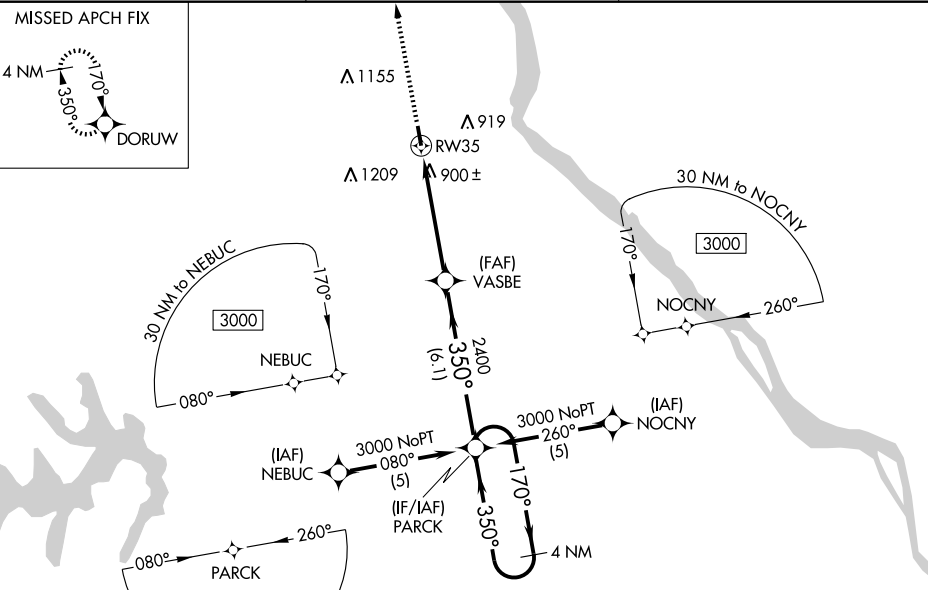 MISSED APCH FIX
4 NM
170°
350°
DORUW
1155
919
RW35
1209
900 ±
30 NM to NOCNY
3000
170°
NOCNY
260°
(FAF)
VASBE
30 NM to NEBUC
3000
170°
NEBUC
080°
2400
350°
(6.1)
3000 NoPT
260°
(5)
(IAF)
NOCNY
3000 NoPT
080°
(5)
(IAF)
NEBUC
(IF/IAF)
PARCK
170°
350°
4 NM
080°
260°
PARCK